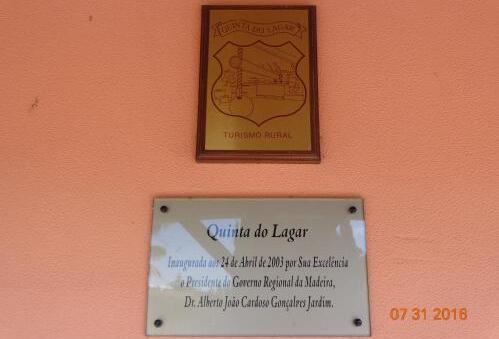 QUINTA DO LAGAR
TURISMO RURAL
Quinta do Lagar
Inaugurada aos 24 de Abril de 2003 por Sua Excelência
o Presidente do Governo Regional da Madeira,
Dr. Alberto João Cardoso Gonçalves Jardim.
07 31 2016